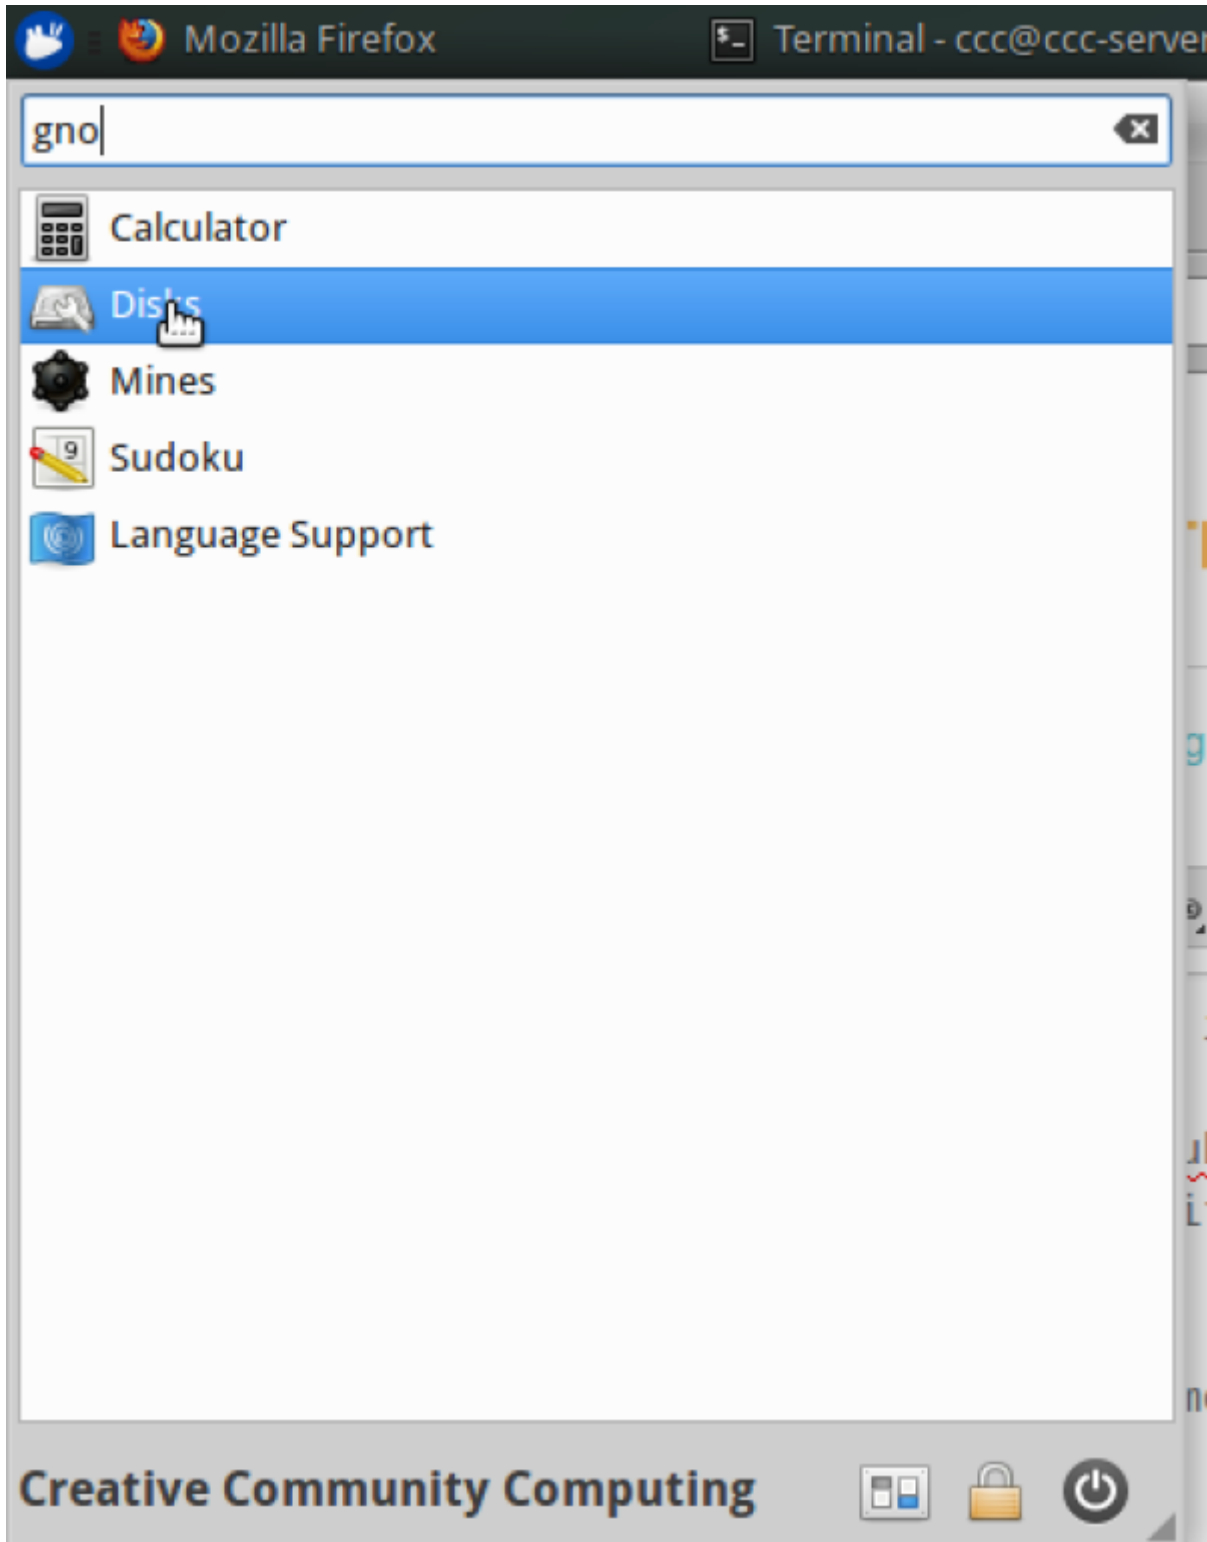 Mozilla Firefox
Terminal - ccc@ccc-server
gno
Calculator
Disks
Mines
Sudoku
Language Support
Creative Community Computing